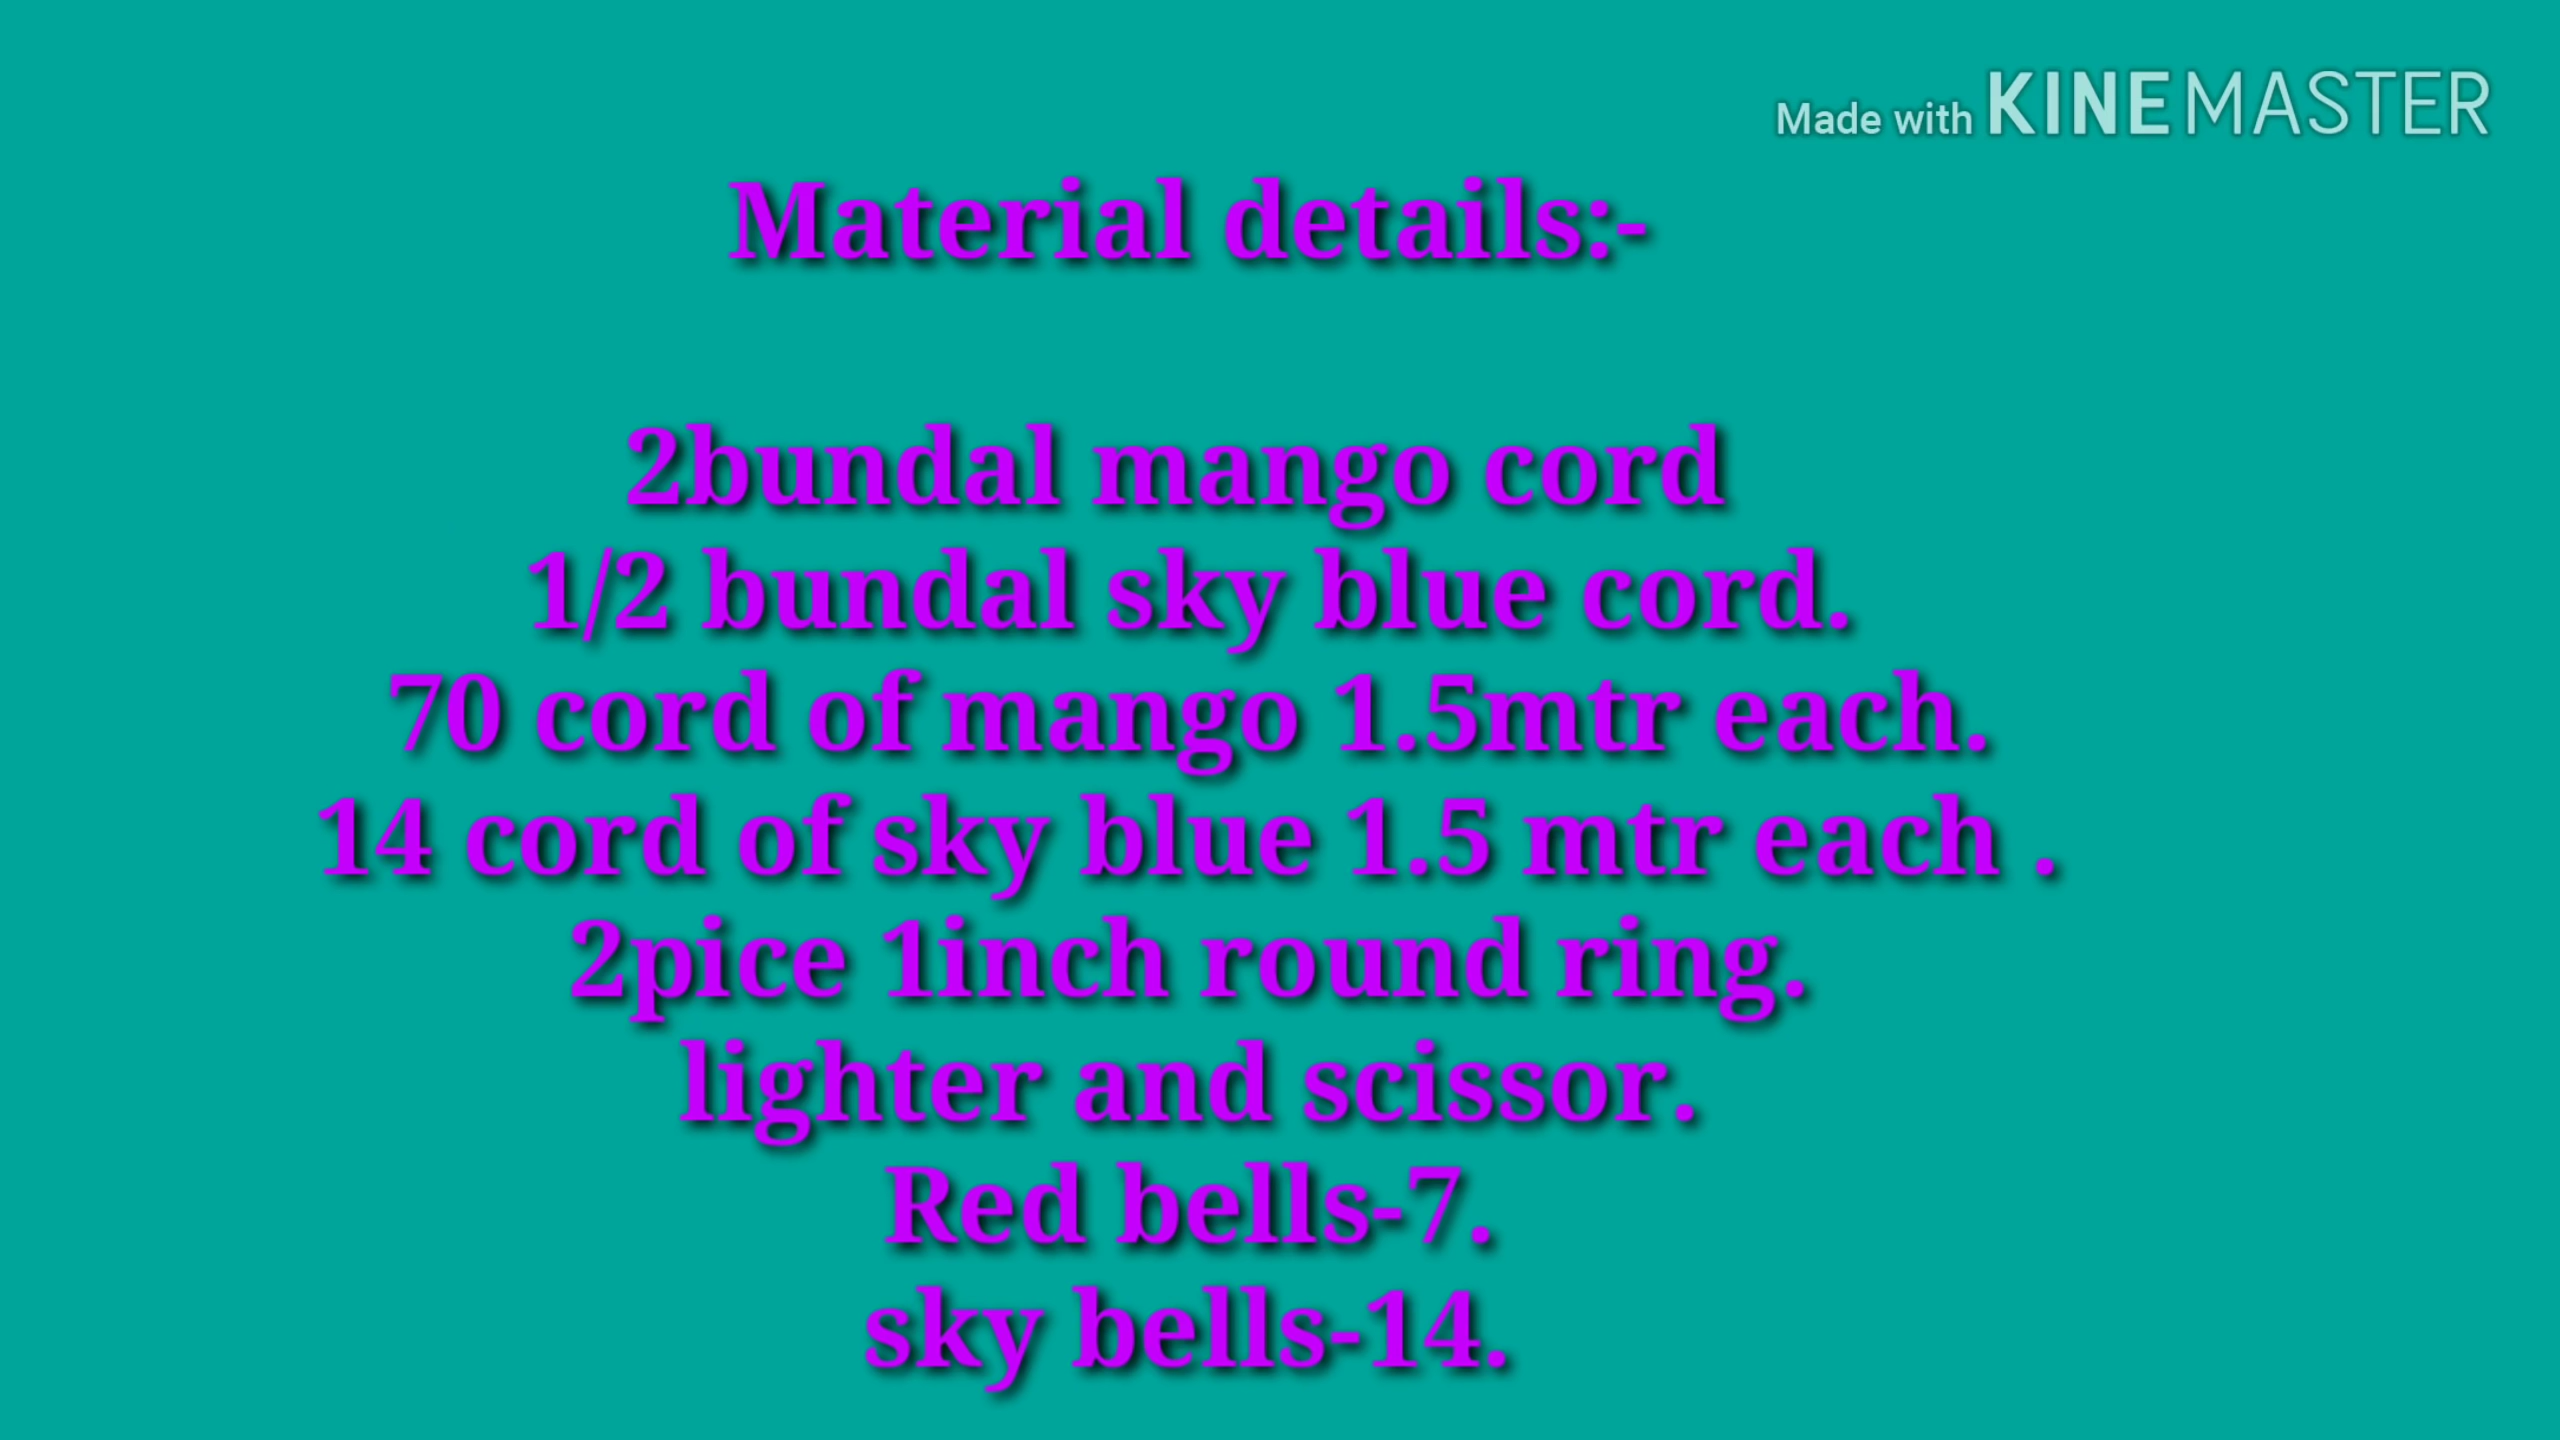 Made with KINEMASTER
Material details:-
2bundal mango cord
1/2 bundal sky blue cord.
70 cord of mango 1.5mtr each.
14 cord of sky blue 1.5 mtr each .
2pice 1inch round ring.
lighter and scissor.
Red bells-7.
sky bells-14.